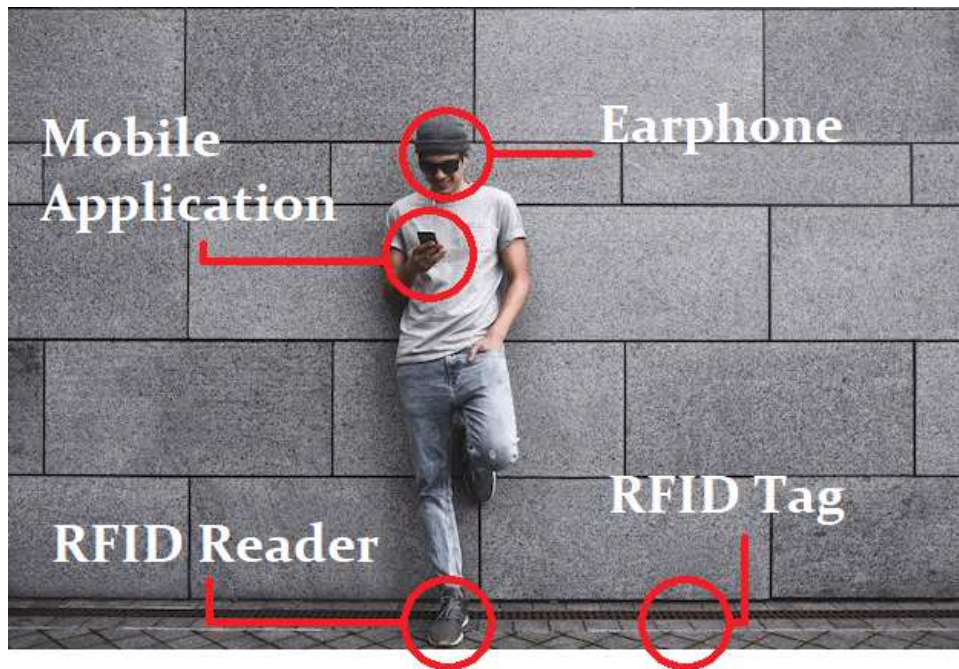 Mobile
Application
Earphone
RFID Reader
RFID Tag